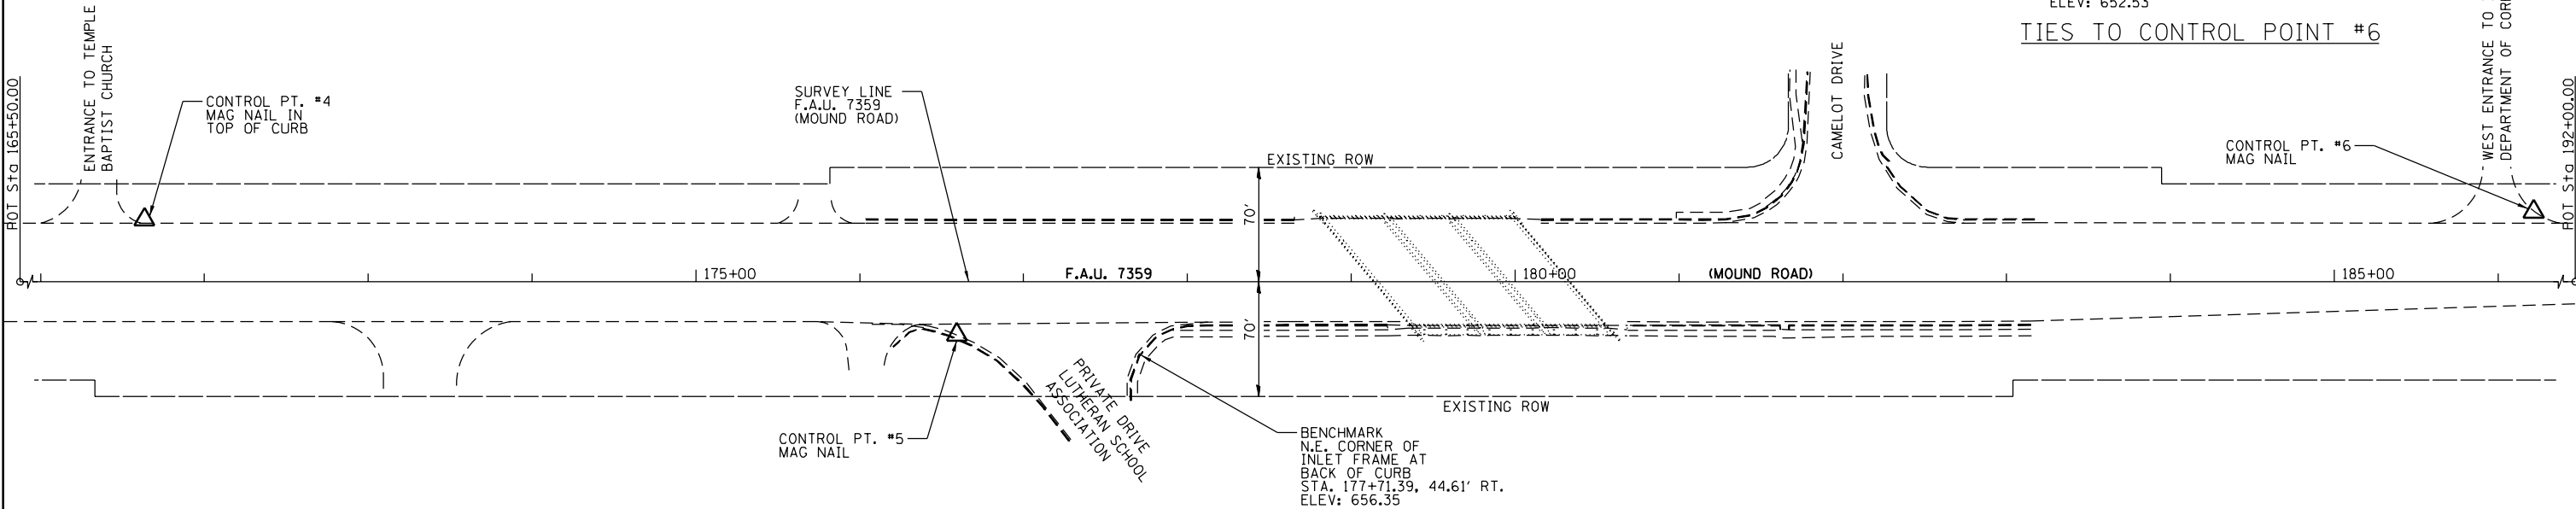 ELEV: 652.53
TIES TO CONTROL POINT #6
POT Sta 165+50.00
ENTRANCE TO TEMPLE
BAPTIST CHURCH
CONTROL PT. #4
MAG NAIL IN
TOP OF CURB
SURVEY LINE
F.A.U. 7359
(MOUND ROAD)
EXISTING ROW
CAMELOT DRIVE
CONTROL PT. #6
MAG NAIL
WEST ENTRANCE TO
DEPARTMENT OF
POT Sta 192+00.00
70'
175+00
F.A.U. 7359
180+00
(MOUND ROAD)
185+00
70'
EXISTING ROW
CONTROL PT. #5
MAG NAIL
PRIVATE DRIVE
LUTHERAN SCHOOL
ASSOCIATION
BENCHMARK
N.E. CORNER OF
INLET FRAME AT
BACK OF CURB
STA. 177+71.39, 44.61' RT.
ELEV: 656.35